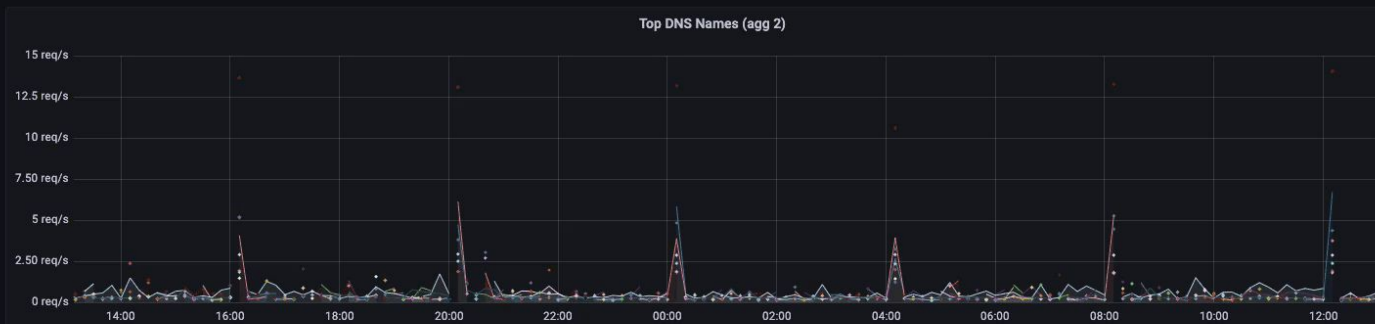 Top DNS Names (agg 2)
15 req/s
12.5 req/s
10 req/s
7.50 req/s
5 req/s
2.50 req/s
0 req/s
14:00 16:00 18:00 20:00 22:00 00:00 02:00 04:00 06:00 08:00 10:00 12:00